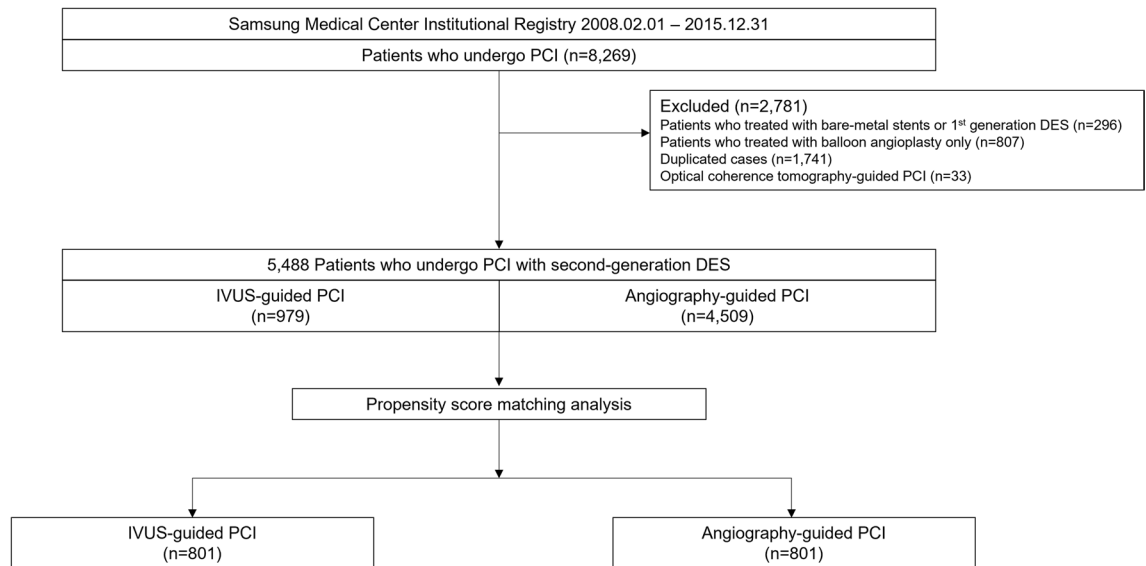 Samsung Medical Center Institutional Registry 2008.02.01 – 2015.12.31
Patients who undergo PCI (n=8,269)
Excluded (n=2,781)
Patients who treated with bare-metal stents or 1st generation DES (n=296)
Patients who treated with balloon angioplasty only (n=807)
Duplicated cases (n=1,741)
Optical coherence tomography-guided PCI (n=33)
5,488 Patients who undergo PCI with second-generation DES
IVUS-guided PCI
(n=979)
Angiography-guided PCI
(n=4,509)
Propensity score matching analysis
IVUS-guided PCI
(n=801)
Angiography-guided PCI
(n=801)